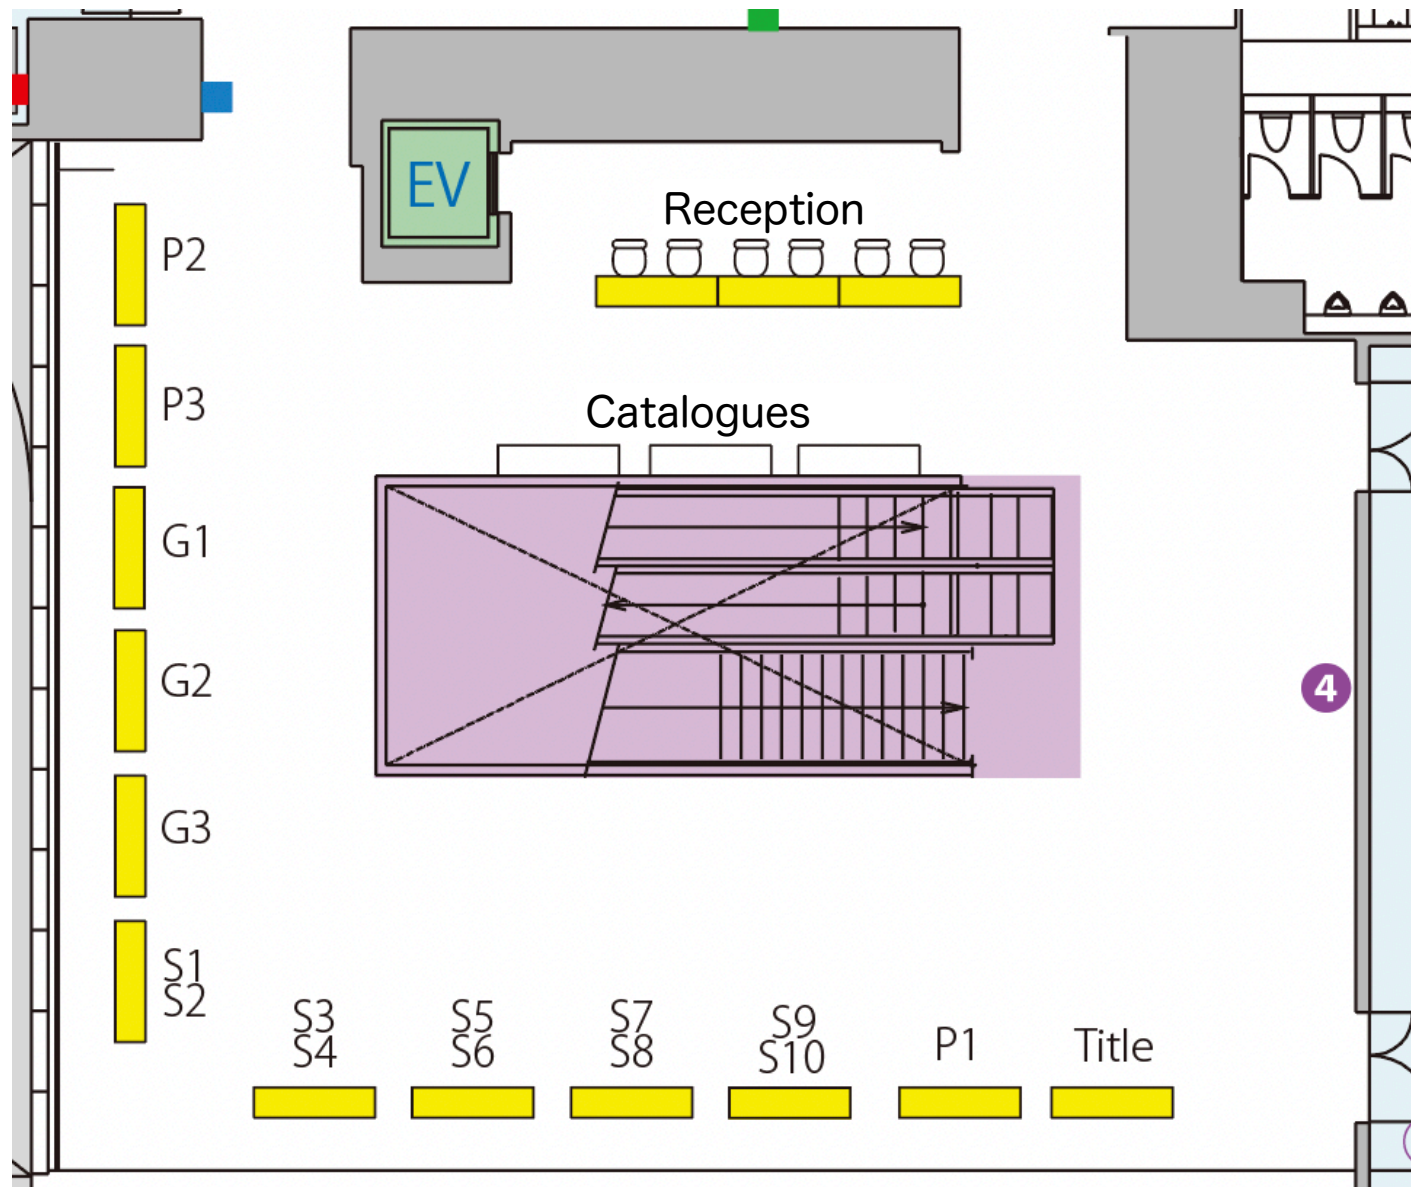 EV
Reception
P2
P3
Catalogues
G1
G2
4
G3
S1
S2
S3
S4
S5
S6
S7
S8
S9
S10
P1
Title